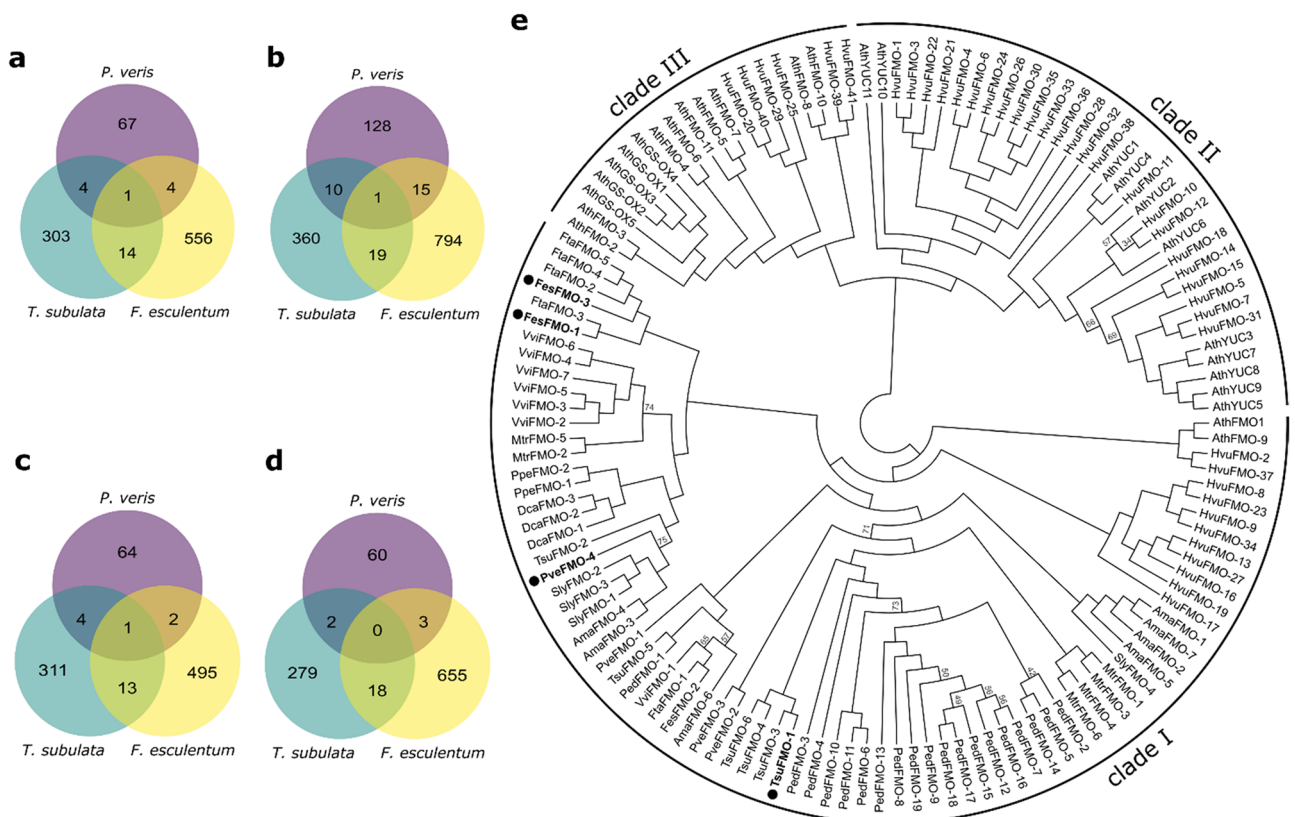 a
P. veris
67
4
1
4
303
556
14
T. subulata
F. esculentum
b
P. veris
128
10
1
15
360
794
19
T. subulata
F. esculentum
c
P. veris
64
4
1
2
311
495
13
T. subulata
F. esculentum
d
P. veris
60
2
0
3
279
655
18
T. subulata
F. esculentum
e
clade III
clade II
clade I
AthYUC11
AthYUC10
HvuFMO-1
HvuFMO-3
HvuFMO-22
HvuFMO-21
HvuFMO-4
HvuFMO-6
HvuFMO-24
HvuFMO-26
HvuFMO-30
HvuFMO-35
HvuFMO-33
HvuFMO-36
HvuFMO-28
HvuFMO-32
HvuFMO-38
AthYUC1
AthYUC4
HvuFMO-11
AthYUC2
HvuFMO-10
HvuFMO-12
AthYUC6
HvuFMO-18
HvuFMO-14
HvuFMO-15
HvuFMO-5
HvuFMO-7
HvuFMO-31
AthYUC3
AthYUC7
AthYUC8
AthYUC9
AthYUC5
AthFMO1
AthFMO-9
HvuFMO-2
HvuFMO-37
HvuFMO-8
HvuFMO-23
HvuFMO-9
HvuFMO-34
HvuFMO-13
HvuFMO-27
HvuFMO-16
HvuFMO-19
HvuFMO-17
AmaFMO-1
AmaFMO-7
AmaFMO-2
AmaFMO-5
SlyFMO-4
MtrFMO-1
MtrFMO-3
MtrFMO-4
MtrFMO-6
PedFMO-2
PedFMO-5
PedFMO-14
PedFMO-7
PedFMO-16
PedFMO-12
PedFMO-15
PedFMO-17
PedFMO-18
PedFMO-9
PedFMO-19
PedFMO-8
PedFMO-13
PedFMO-6
PedFMO-11
PedFMO-10
PedFMO-4
PedFMO-3
TsuFMO-1
TsuFMO-3
TsuFMO-4
TsuFMO-6
PveFMO-2
PveFMO-3
AmaFMO-6
FesFMO-2
FtaFMO-1
VviFMO-1
PedFMO-1
TsuFMO-5
PveFMO-1
AmaFMO-3
AmaFMO-4
SlyFMO-1
SlyFMO-3
SlyFMO-2
PveFMO-4
TsuFMO-2
DcaFMO-1
DcaFMO-2
DcaFMO-3
PpeFMO-1
PpeFMO-2
MtrFMO-2
MtrFMO-5
VviFMO-2
VviFMO-3
VviFMO-5
VviFMO-7
VviFMO-4
VviFMO-6
FesFMO-1
FtaFMO-3
FesFMO-3
FtaFMO-2
FtaFMO-4
FtaFMO-5
AthFMO-2
AthFMO-3
AthGS-OX5
AthGS-OX2
AthGS-OX3
AthGS-OX1
AthGS-OX4
AthFMO-4
AthFMO-6
AthFMO-11
AthFMO-5
AthFMO-7
HvuFMO-20
HvuFMO-40
HvuFMO-29
HvuFMO-25
AthFMO-8
AthFMO-10
HvuFMO-39
HvuFMO-41
57
34
66
69
74
75
65
57
71
73
50
49
56
56
42